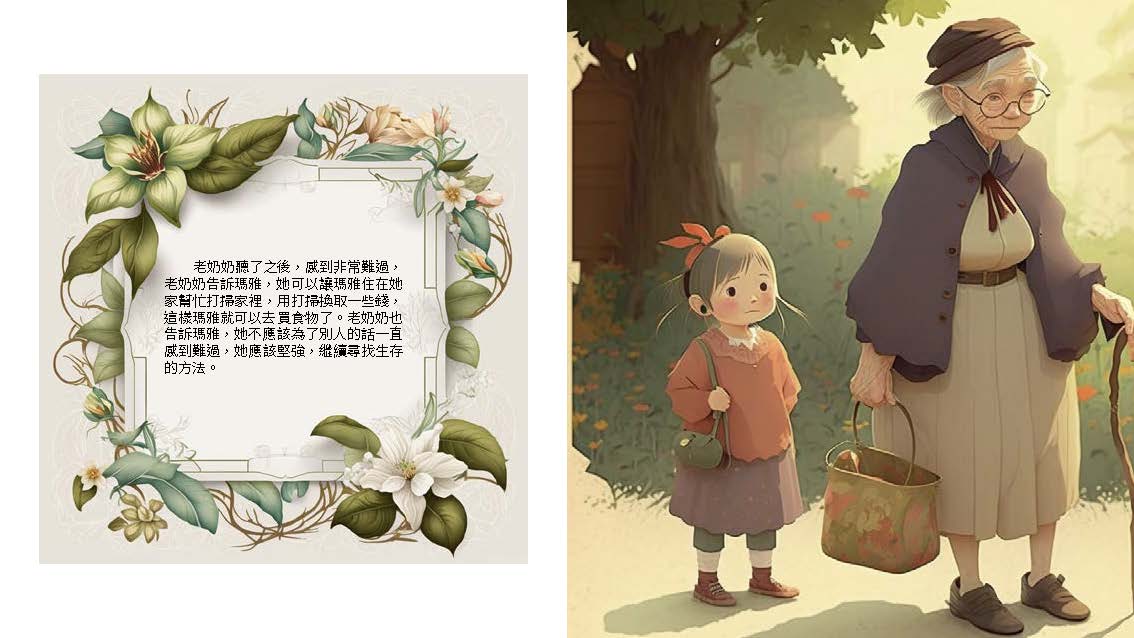 老奶奶聽了之後，感到非常難過，
老奶奶告訴瑪雅，她可以讓瑪雅住在她
家幫忙打掃家裡，用打掃換取一些錢，
這樣瑪雅就可以去買食物了。老奶奶也
告訴瑪雅，她不應該為了別人的話一直
感到難過，她應該堅強，繼續尋找生存
的方法。